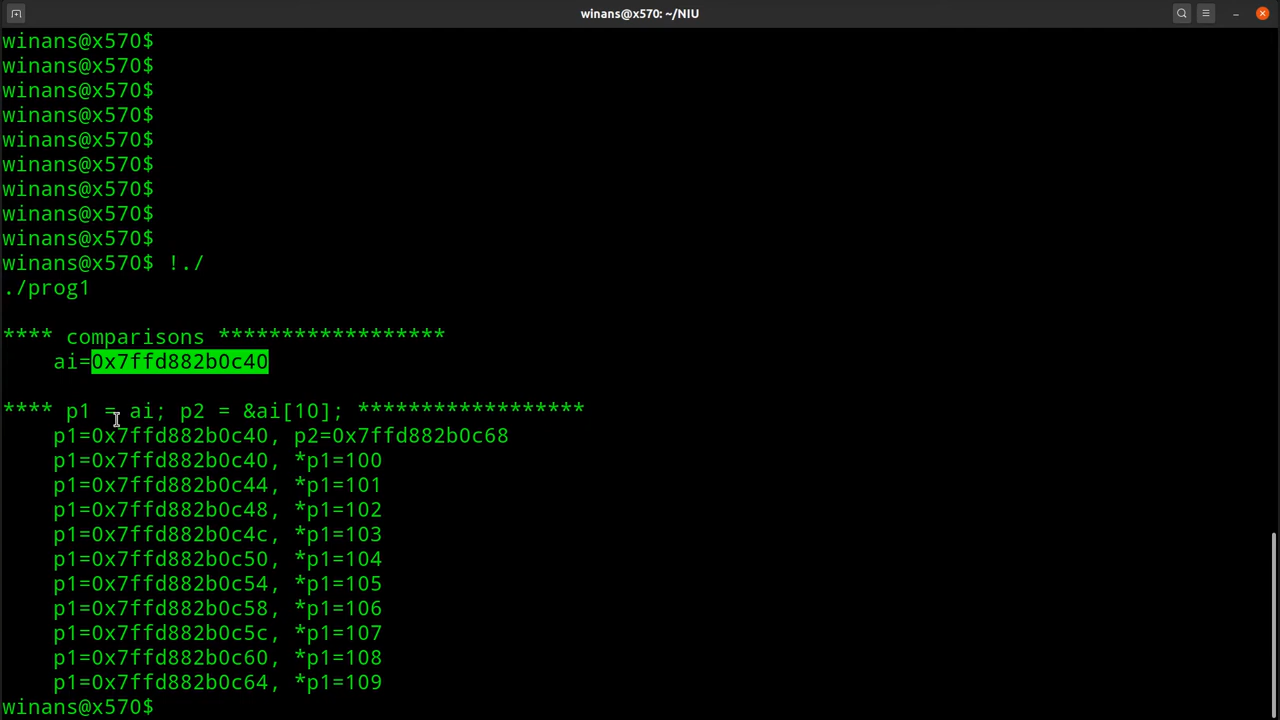 winans@x570: ~/NIU
winans@x570$
winans@x570$
winans@x570$
winans@x570$
winans@x570$
winans@x570$
winans@x570$
winans@x570$
winans@x570$
winans@x570$ !./
./prog1
**** comparisons ******************
ai=0x7ffd882b0c40
**** p1 = ai; p2 = &ai[10]; ******************
p1=0x7ffd882b0c40, p2=0x7ffd882b0c68
p1=0x7ffd882b0c40, *p1=100
p1=0x7ffd882b0c44, *p1=101
p1=0x7ffd882b0c48, *p1=102
p1=0x7ffd882b0c4c, *p1=103
p1=0x7ffd882b0c50, *p1=104
p1=0x7ffd882b0c54, *p1=105
p1=0x7ffd882b0c58, *p1=106
p1=0x7ffd882b0c5c, *p1=107
p1=0x7ffd882b0c60, *p1=108
p1=0x7ffd882b0c64, *p1=109
winans@x570$